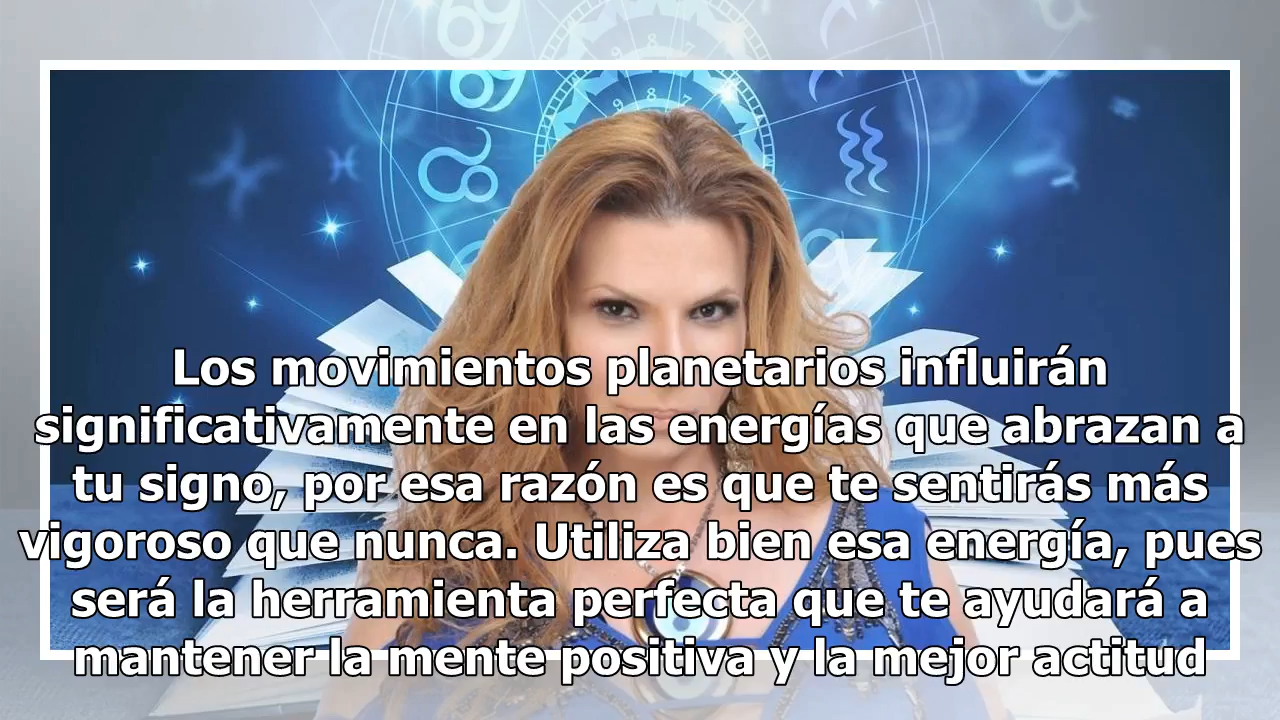 Los movimientos planetarios influirán
significativamente en las energías que abrazan a
tu signo, por esa razón es que te sentirás más
vigoroso que nunca. Utiliza bien esa energía, pues
será la herramienta perfecta que te ayudará a
mantener la mente positiva y la mejor actitud